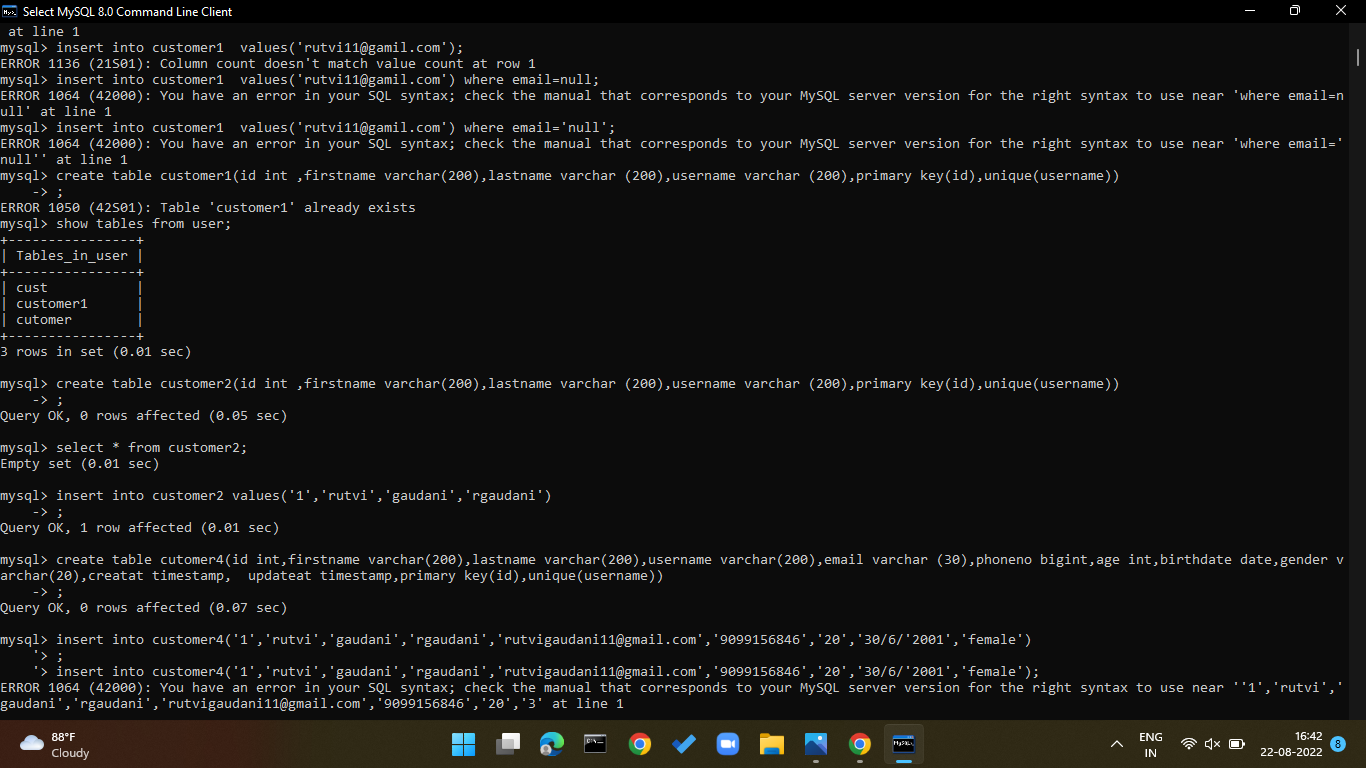 Select MySQL 8.0 Command Line Client
 at line 1
mysql> insert into customer1  values('rutvi11@gamil.com');
ERROR 1136 (21S01): Column count doesn't match value count at row 1
mysql> insert into customer1  values('rutvi11@gamil.com') where email=null;
ERROR 1064 (42000): You have an error in your SQL syntax; check the manual that corresponds to your MySQL server version for the right syntax to use near 'where email=n
ull' at line 1
mysql> insert into customer1  values('rutvi11@gamil.com') where email='null';
ERROR 1064 (42000): You have an error in your SQL syntax; check the manual that corresponds to your MySQL server version for the right syntax to use near 'where email='
null'' at line 1
mysql> create table customer1(id int ,firstname varchar(200),lastname varchar (200),username varchar (200),primary key(id),unique(username))
    -> ;
ERROR 1050 (42S01): Table 'customer1' already exists
mysql> show tables from user;
+----------------+
| Tables_in_user |
+----------------+
| cust           |
| customer1      |
| cutomer        |
+----------------+
3 rows in set (0.01 sec)
mysql> create table customer2(id int ,firstname varchar(200),lastname varchar (200),username varchar (200),primary key(id),unique(username))
    -> ;
Query OK, 0 rows affected (0.05 sec)
mysql> select * from customer2;
Empty set (0.01 sec)
mysql> insert into customer2 values('1','rutvi','gaudani','rgaudani')
    -> ;
Query OK, 1 row affected (0.01 sec)
mysql> create table cutomer4(id int,firstname varchar(200),lastname varchar(200),username varchar(200),email varchar (30),phoneno bigint,age int,birthdate date,gender v
archar(20),creatat timestamp,  updateat timestamp,primary key(id),unique(username))
    -> ;
Query OK, 0 rows affected (0.07 sec)
mysql> insert into customer4('1','rutvi','gaudani','rgaudani','rutvigaudani11@gmail.com','9099156846','20','30/6/'2001','female')
    '> ;
    '> insert into customer4('1','rutvi','gaudani','rgaudani','rutvigaudani11@gmail.com','9099156846','20','30/6/'2001','female');
ERROR 1064 (42000): You have an error in your SQL syntax; check the manual that corresponds to your MySQL server version for the right syntax to use near ''1','rutvi','
gaudani','rgaudani','rutvigaudani11@gmail.com','9099156846','20','3' at line 1
88°F
Cloudy
ENG
IN
16:42
22-08-2022
8